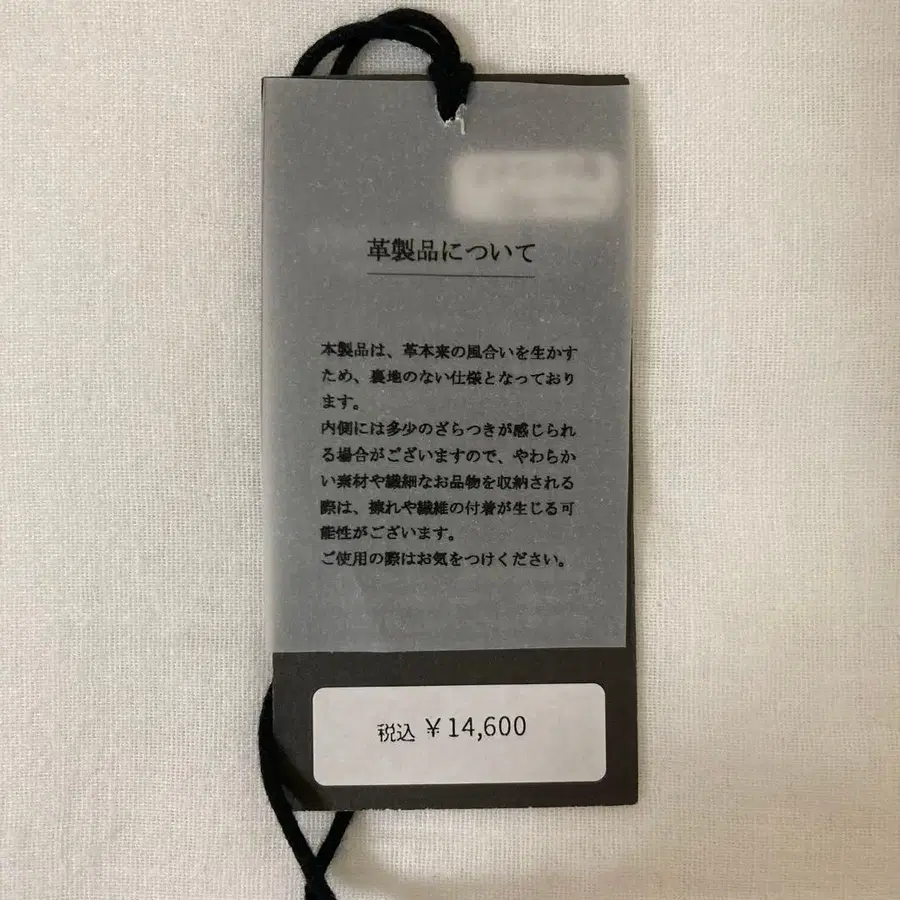 革製品について
本製品は、革本来の風合いを生かす
ため、裏地のない仕様となっており
ます。
内側には多少のざらつきが感じられ
る場合がございますので、やわらか
い素材や繊細なお品物を収納される
際は、擦れや繊維の付着が生じる可
能性がございます。
ご使用の際はお気をつけください。
税込 ¥14,600